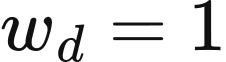 w_d = 1